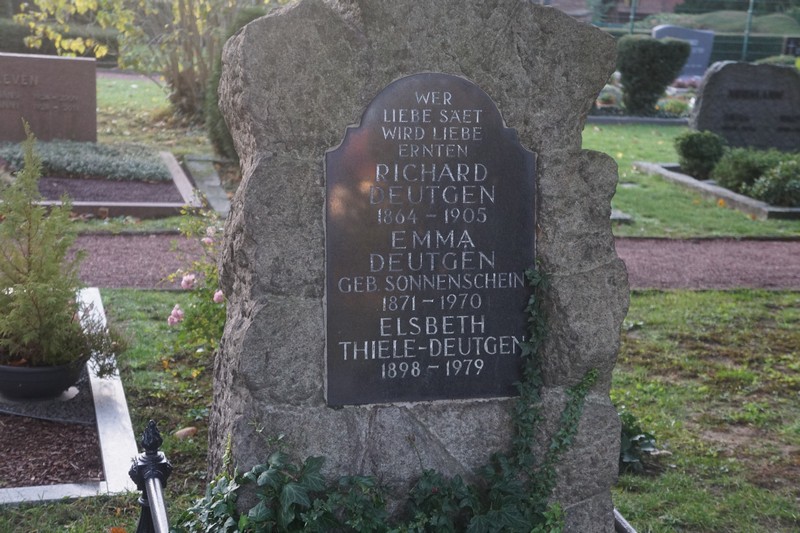 WER
LIEBE SÄET
WIRD LIEBE
ERNTEN
RICHARD
DEUTGEN
1864 – 1905
EMMA
DEUTGEN
GEB. SONNENSCHEIN
1871 – 1970
ELSBETH
THIELE-DEUTGEN
1898 – 1979